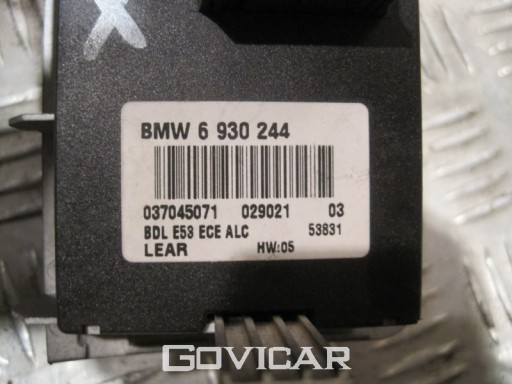 X
BMW 6 930 244
037045071 029021 03
BDL E53 ECE ALC 53831
LEAR HW:05
GOVICAR